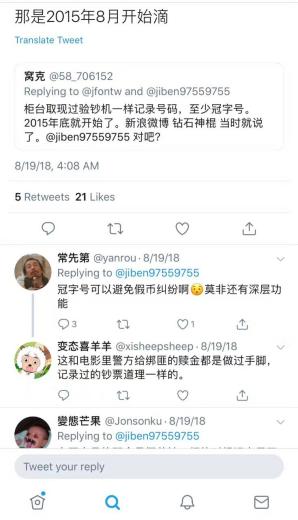 那是2015年8月开始滴
Translate Tweet
窝克 @58_706152
Replying to @jfontw and @jiben97559755
柜台取现过验钞机一样记录号码，至少冠字号。
2015年底就开始了。新浪微博 钻石神棍 当时就说
了。@jiben97559755 对吧？
8/19/18, 4:08 AM
5 Retweets 21 Likes
常先第 @yanrou · 8/19/18
Replying to @jiben97559755
冠字号可以避免假币纠纷啊😧莫非还有深层功
能
3
1
变态喜羊羊 @xisheepsheep · 8/19/18
这和电影里警方给绑匪的赎金都是做过手脚，
记录过的钞票道理一样的。
變態芒果 @Jonsonku · 8/19/18
Replying to @jiben97559755
Tweet your reply